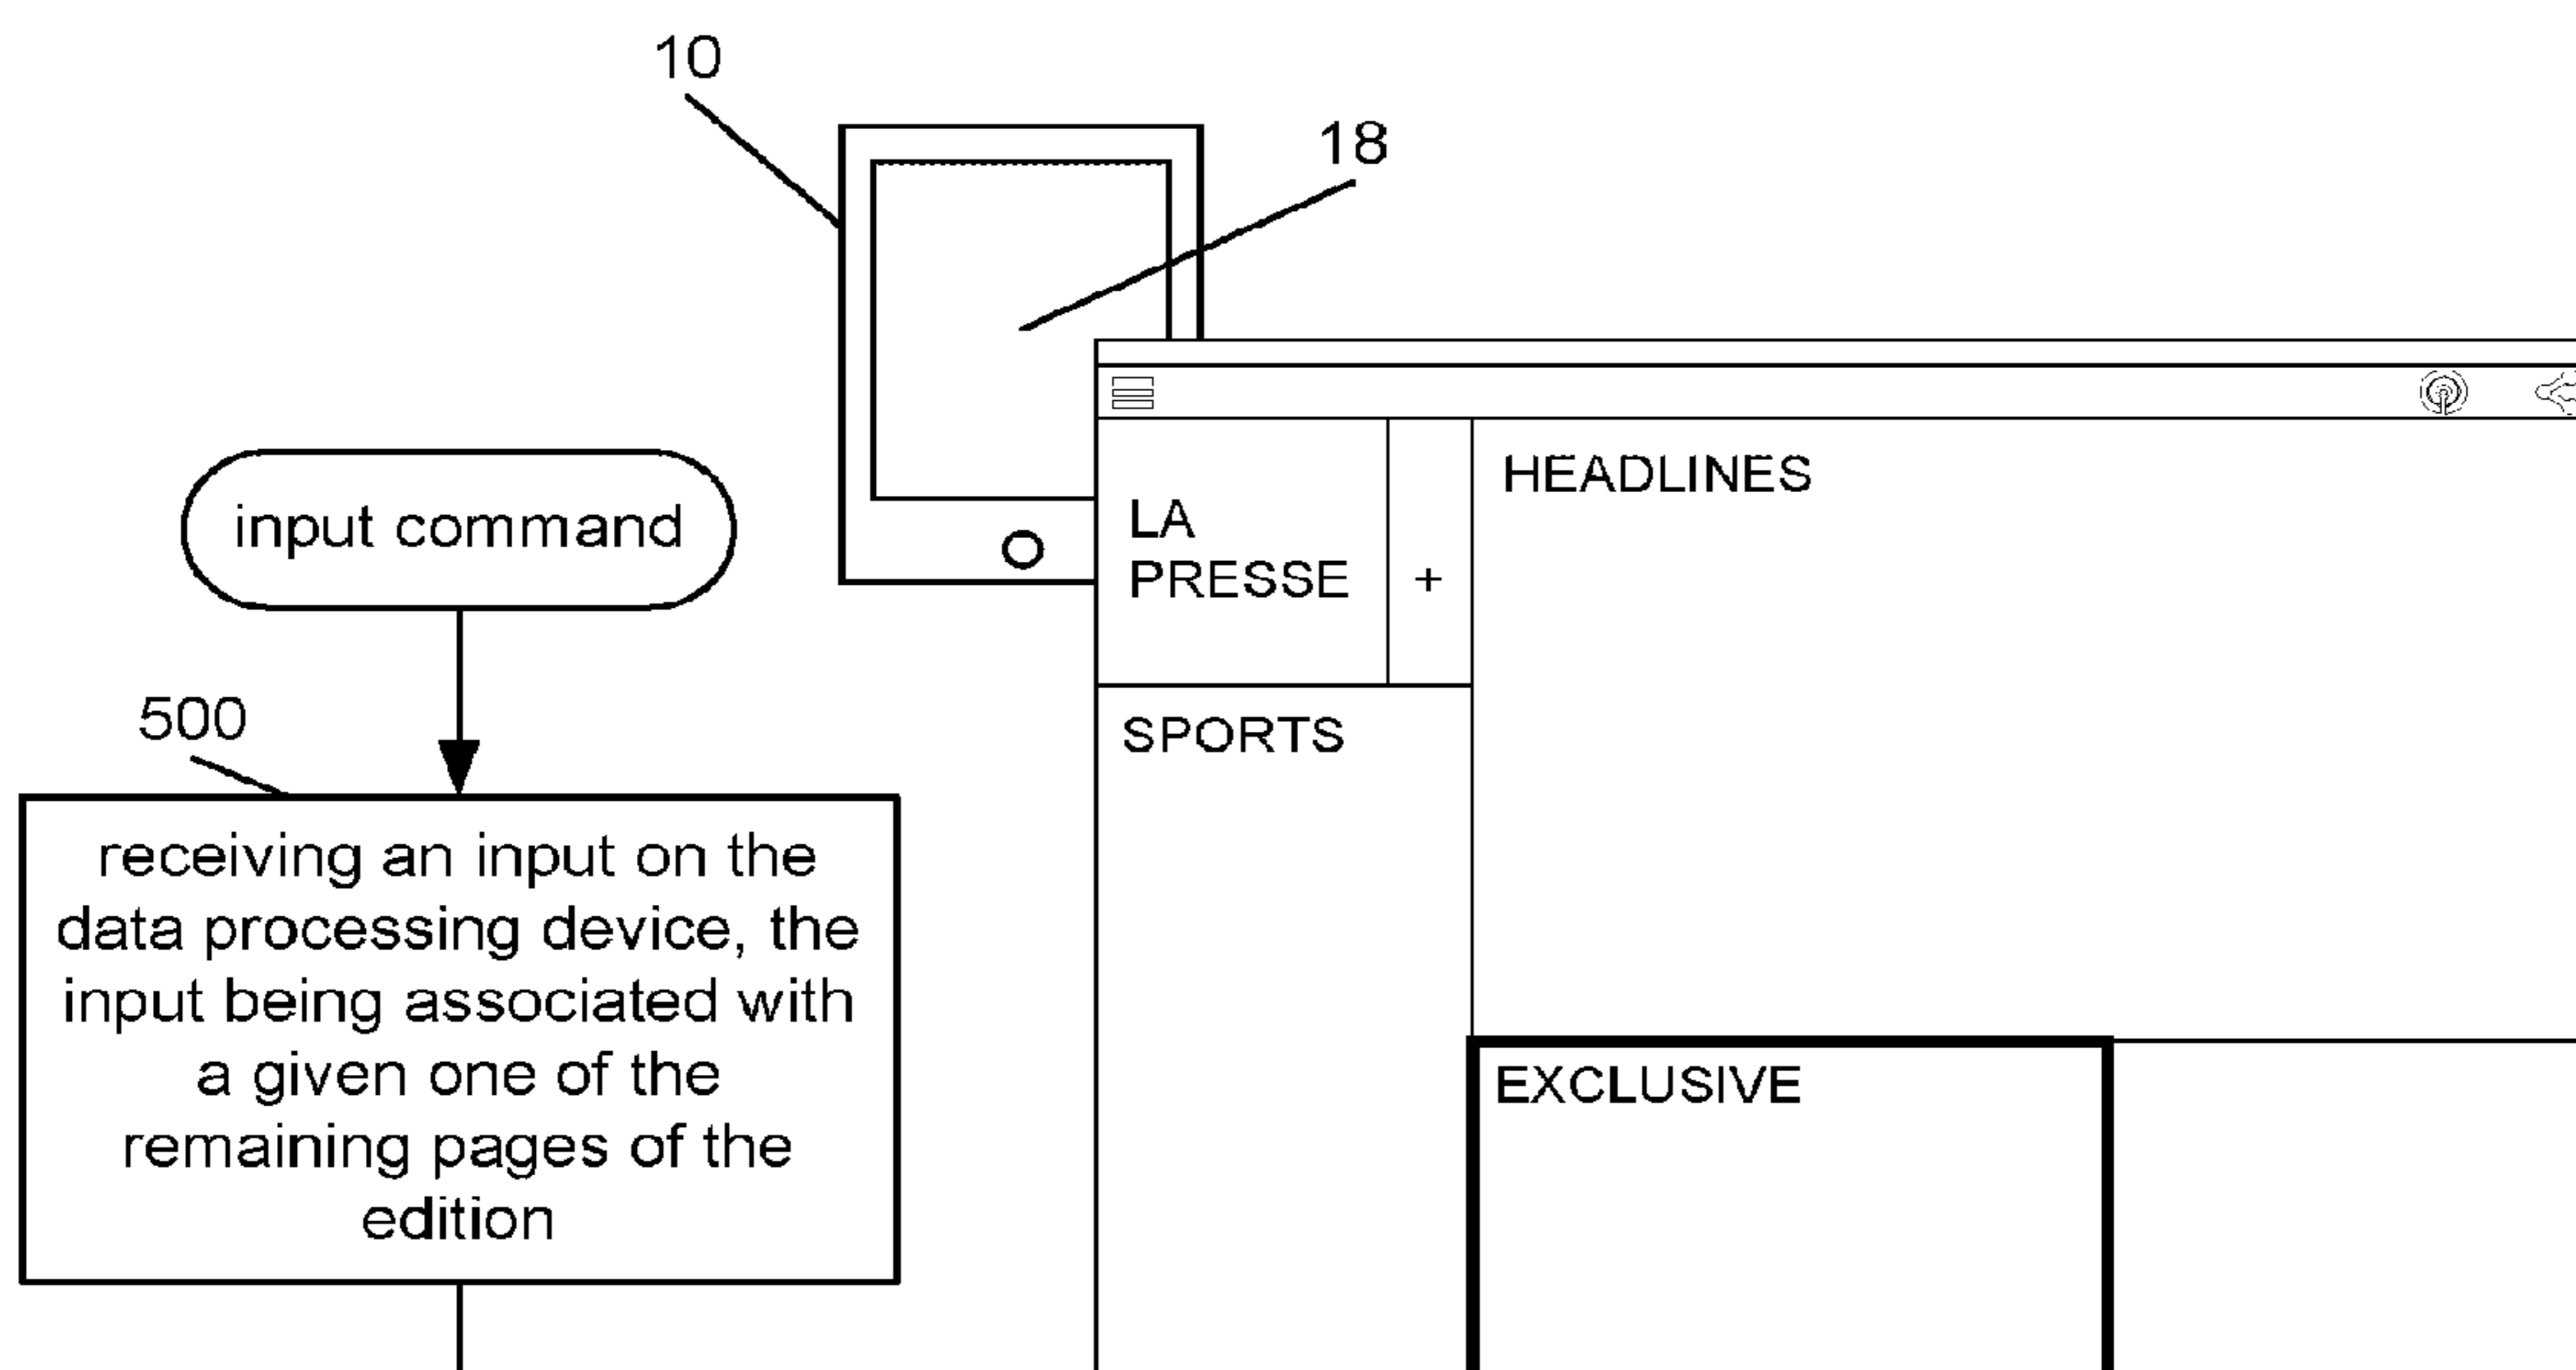 10
18
input command
500
receiving an input on the
data processing device, the
input being associated with
a given one of the
remaining pages of the
edition
LA
PRESSE
+
HEADLINES
SPORTS
EXCLUSIVE